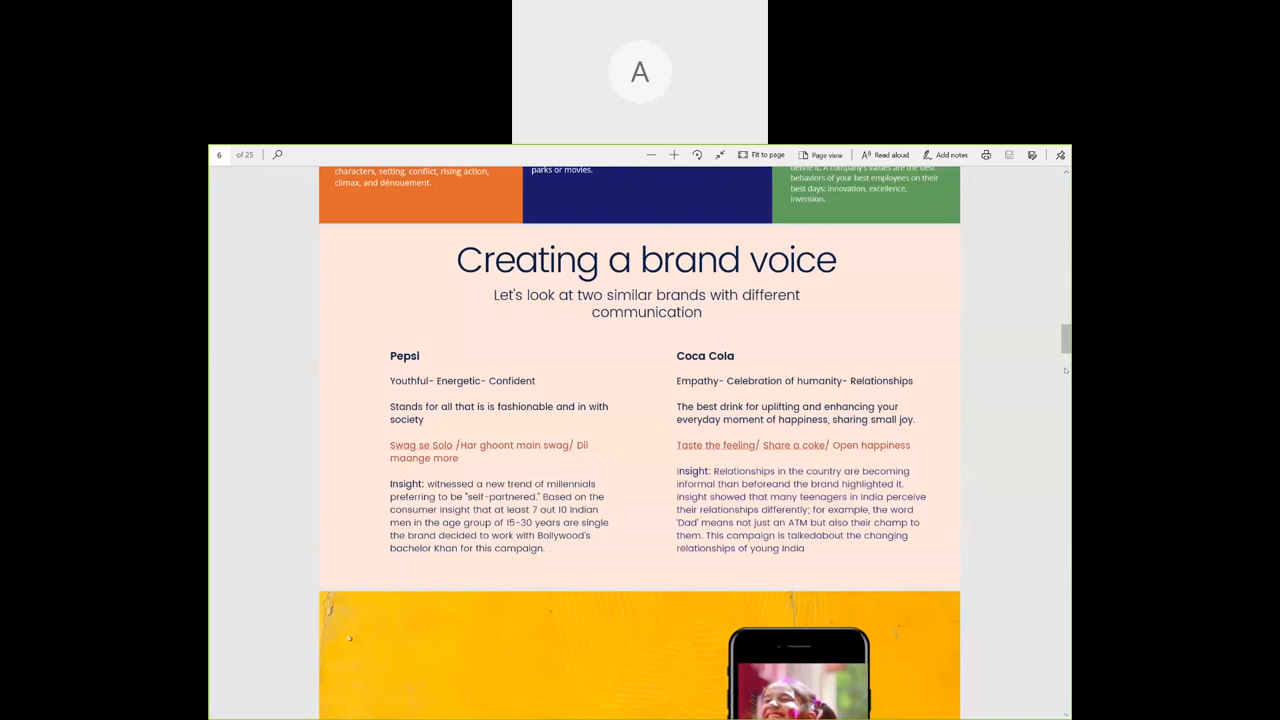 A
6 of 25
Fit to page
Page view
Read aloud
Add notes
characters, setting, conflict, rising action,
climax, and dénouement.
parks or movies.
define it. A company's values are the best
behaviors of your best employees on their
best days: innovation, excellence,
invention.
Creating a brand voice
Let's look at two similar brands with different
communication
Pepsi
Youthful- Energetic- Confident
Stands for all that is is fashionable and in with
society
Swag se Solo /Har ghoont main swag/ Dil
maange more
Insight: witnessed a new trend of millennials
preferring to be "self-partnered." Based on the
consumer insight that at least 7 out 10 Indian
men in the age group of 15-30 years are single
the brand decided to work with Bollywood's
bachelor Khan for this campaign.
Coca Cola
Empathy- Celebration of humanity- Relationships
The best drink for uplifting and enhancing your
everyday moment of happiness, sharing small joy.
Taste the feeling/ Share a coke/ Open happiness
Insight: Relationships in the country are becoming
informal than beforeand the brand highlighted it.
Insight showed that many teenagers in India perceive
their relationships differently; for example, the word
'Dad' means not just an ATM but also their champ to
them. This campaign is talkedabout the changing
relationships of young India